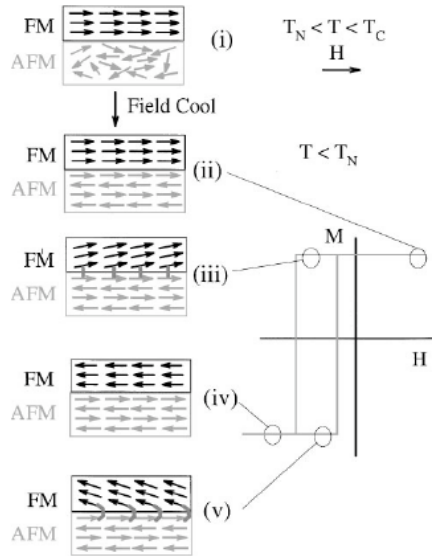 FM
AFM
(i)
T_N < T < T_C
H
Field Cool
FM
AFM
(ii)
T < T_N
M
FM
AFM
(iii)
H
FM
AFM
(iv)
FM
AFM
(v)